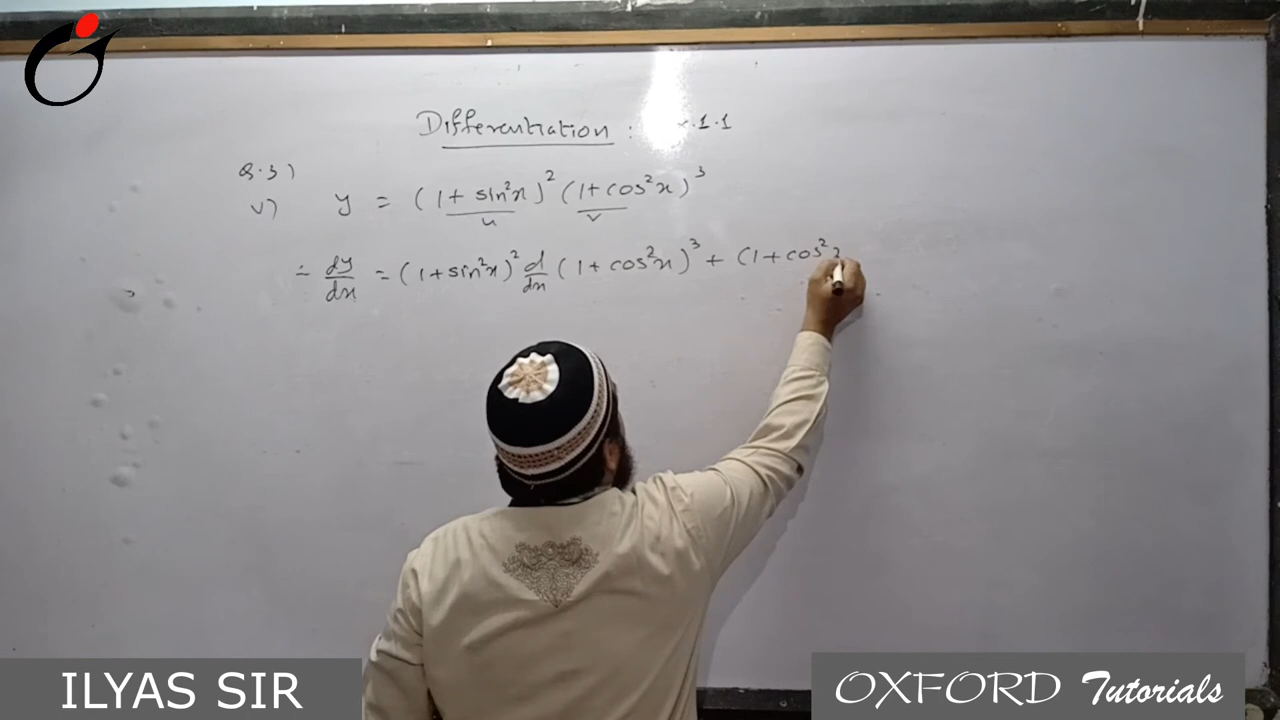 Differentiation : .1.1
Q.3)
v) y = (1 + sin²x)² (1 + cos²x)³
u v
∴ dy/dx = (1 + sin²x)² d/dx (1 + cos²x)³ + (1 + cos²
ILYAS SIR
OXFORD Tutorials